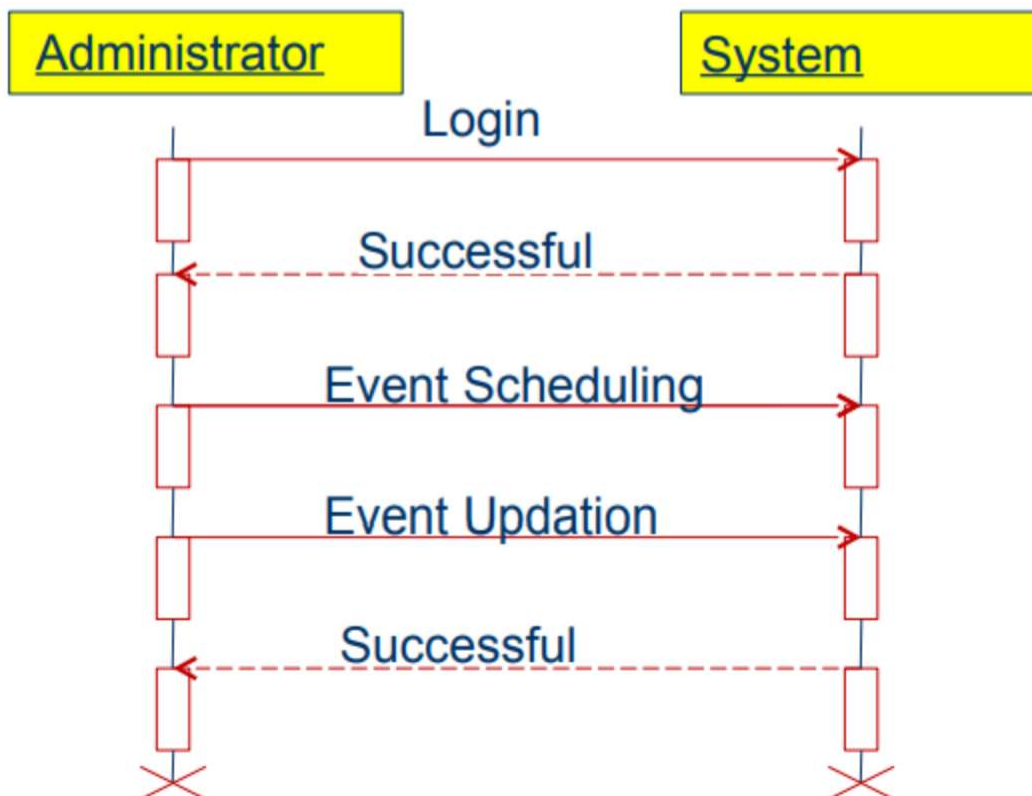 Administrator
System
Login
Successful
Event Scheduling
Event Updation
Successful